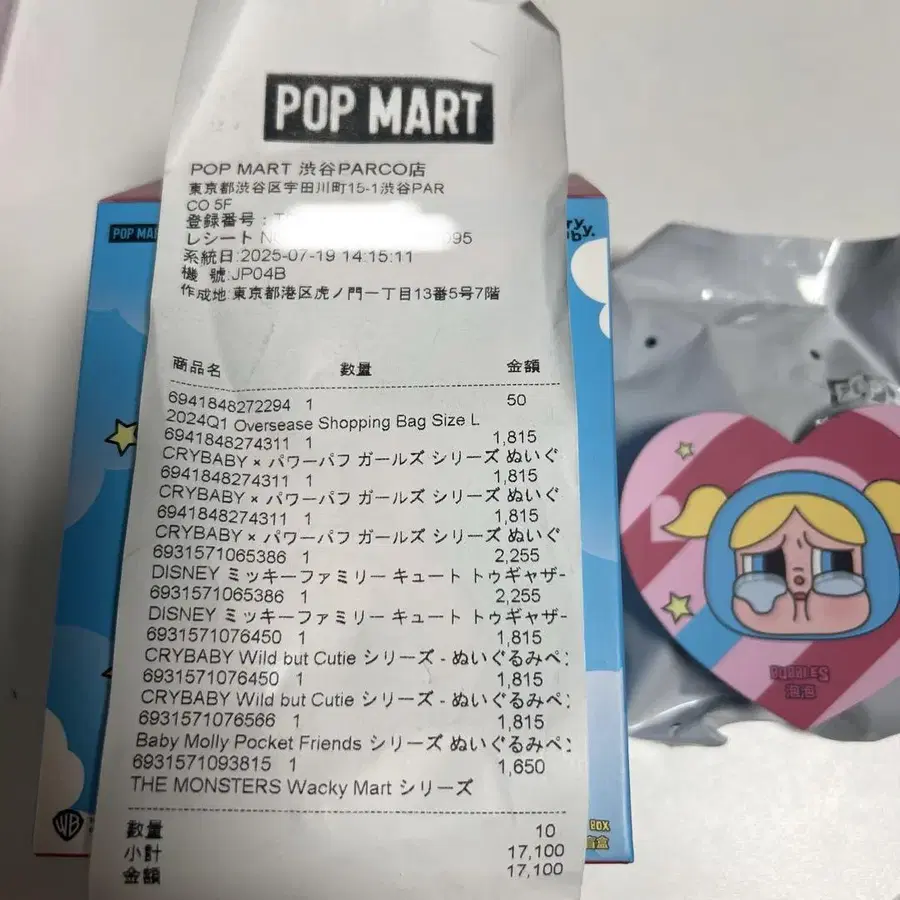 POP MART
POP MART 渋谷PARCO店
東京都渋谷区宇田川町15-1渋谷PAR
CO 5F
登録番号:T
レシート N 095
系統日:2025-07-19 14:15:11
機 號:JP04B
作成地:東京都港区虎ノ門一丁目13番5号7階
商品名 數量 金額
6941848272294 1 50
2024Q1 Oversease Shopping Bag Size L
6941848274311 1 1,815
CRYBABY × パワーパフ ガールズ シリーズ ぬいぐ
6941848274311 1 1,815
CRYBABY × パワーパフ ガールズ シリーズ ぬいぐ
6941848274311 1 1,815
CRYBABY × パワーパフ ガールズ シリーズ ぬいぐ
6931571065386 1 2,255
DISNEY ミッキーファミリー キュート トゥギャザー
6931571065386 1 2,255
DISNEY ミッキーファミリー キュート トゥギャザー
6931571076450 1 1,815
CRYBABY Wild but Cutie シリーズ - ぬいぐるみペン
6931571076450 1 1,815
CRYBABY Wild but Cutie シリーズ - ぬいぐるみペン
6931571076566 1 1,815
Baby Molly Pocket Friends シリーズ ぬいぐるみペン
6931571093815 1 1,650
THE MONSTERS Wacky Mart シリーズ
數量 10
小計 17,100
金額 17,100
POP MAR
ry
by.
WB
BOX
盲盒
POP
BUBBLES
泡泡